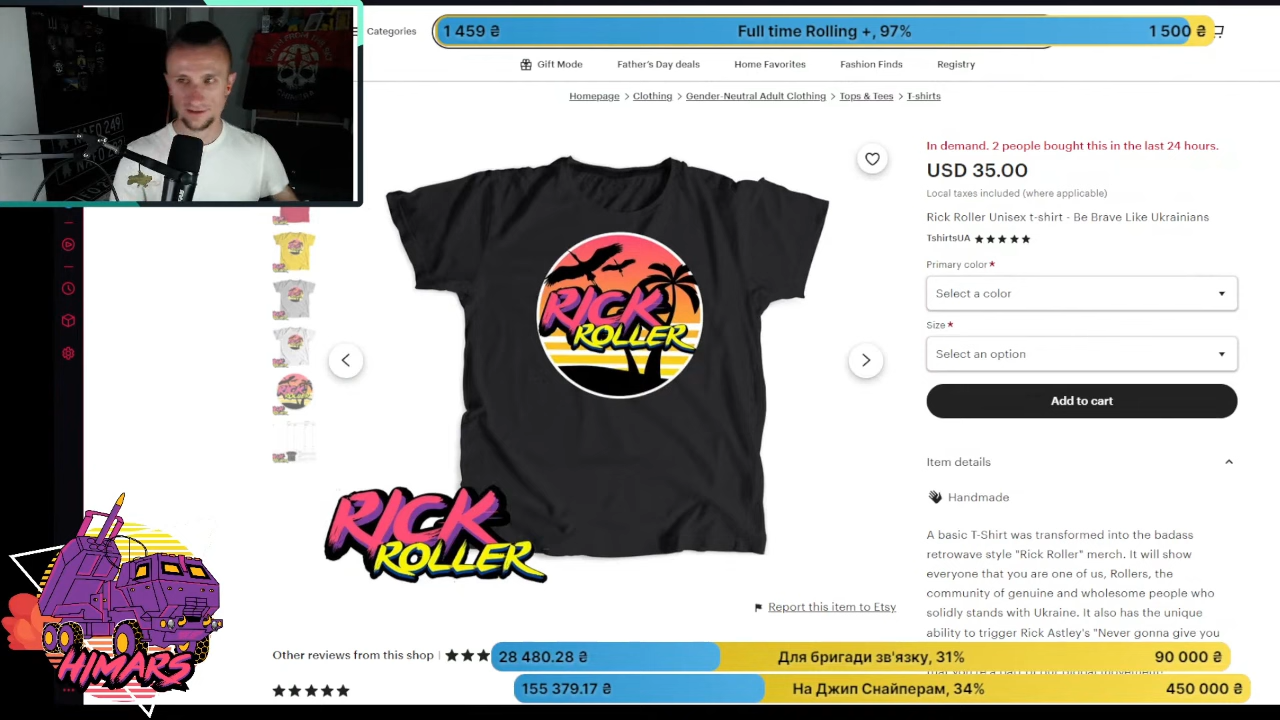 Categories
1 459 ₴ Full time Rolling +, 97% 1 500 ₴
Gift Mode Father's Day deals Home Favorites Fashion Finds Registry
Homepage > Clothing > Gender-Neutral Adult Clothing > Tops & Tees > T-shirts
In demand. 2 people bought this in the last 24 hours.
USD 35.00
Local taxes included (where applicable)
Rick Roller Unisex t-shirt - Be Brave Like Ukrainians
TshirtsUA
Primary color *
Select a color
Size *
Select an option
Add to cart
Item details
Handmade
A basic T-Shirt was transformed into the badass
retrowave style "Rick Roller" merch. It will show
everyone that you are one of us, Rollers, the
community of genuine and wholesome people who
solidly stands with Ukraine. It also has the unique
ability to trigger Rick Astley's "Never gonna give you
RICK
ROLLER
RICK
ROLLER
Report this item to Etsy
Other reviews from this shop
28 480.28 ₴ Для бригади зв'язку, 31% 90 000 ₴
155 379.17 ₴ На Джип Снайперам, 34% 450 000 ₴
HIMARS